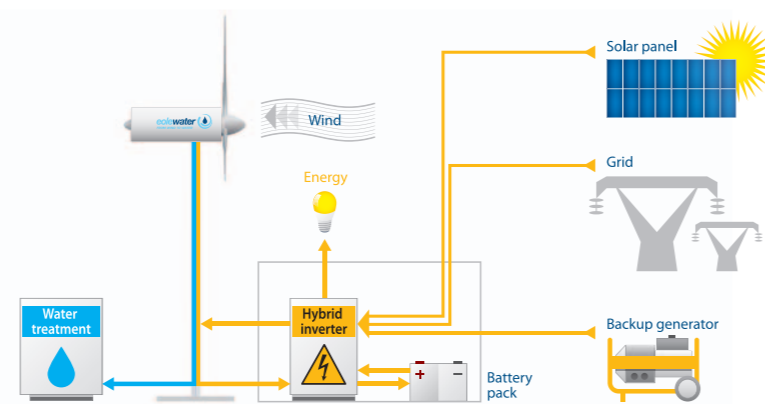 Solar panel
eolewater
Wind
Grid
Energy
Water
treatment
Hybrid
inverter
Backup generator
+
−
Battery
pack